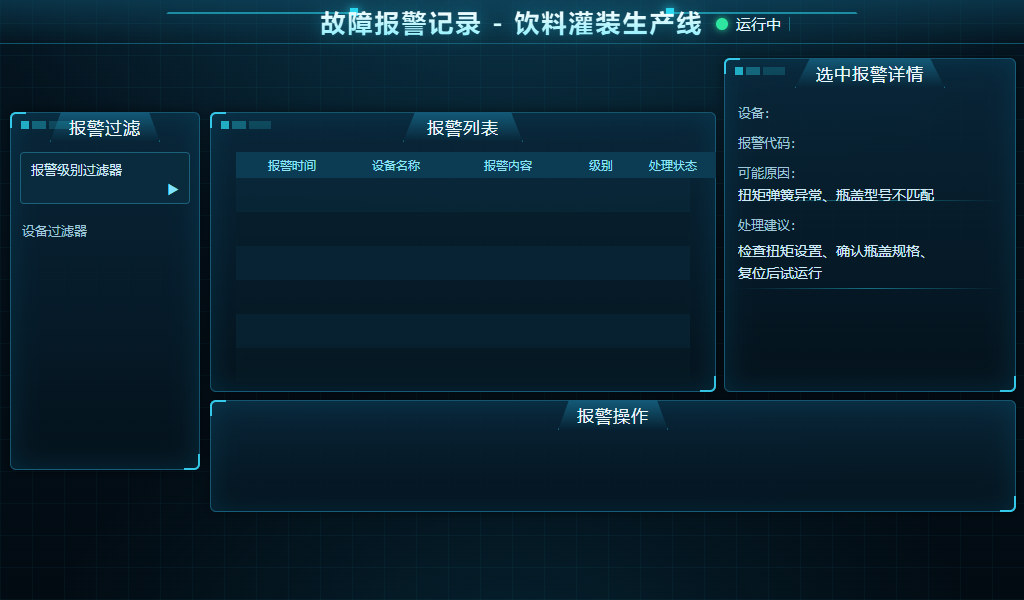 故障报警记录 - 饮料灌装生产线
运行中
报警过滤
报警级别过滤器
设备过滤器
报警列表
报警时间 设备名称 报警内容 级别 处理状态
选中报警详情
设备:
报警代码:
可能原因:
扭矩弹簧异常、瓶盖型号不匹配
处理建议:
检查扭矩设置、确认瓶盖规格、
复位后试运行
报警操作